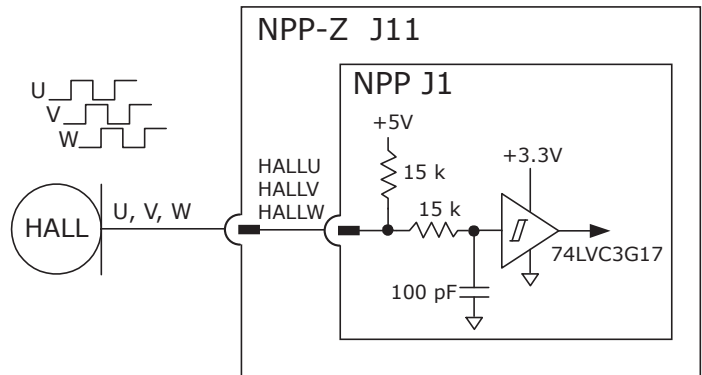 NPP-Z J11
NPP J1
U
V
W
+5V
+3.3V
HALLU
HALLV
HALLW
15 k
15 k
HALL
U, V, W
74LVC3G17
100 pF